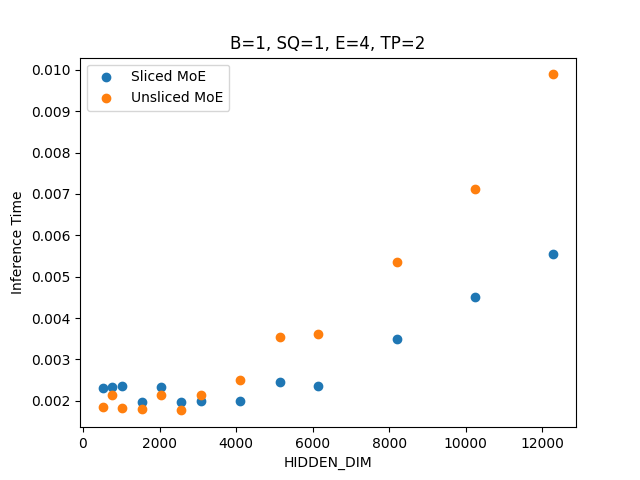 B=1, SQ=1, E=4, TP=2
Sliced MoE
Unsliced MoE
Inference Time
0.010
0.009
0.008
0.007
0.006
0.005
0.004
0.003
0.002
0 2000 4000 6000 8000 10000 12000
HIDDEN_DIM